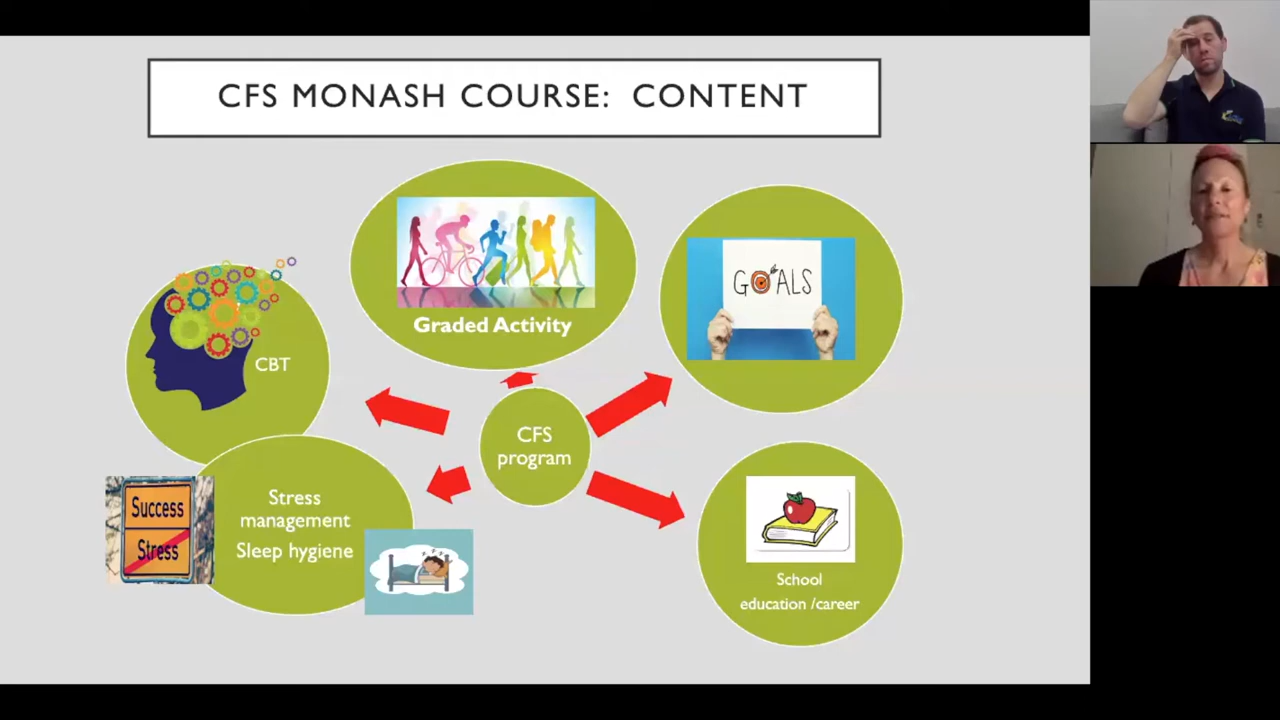 CFS MONASH COURSE: CONTENT
Graded Activity
GOALS
CBT
CFS
program
Stress
management
Sleep hygiene
Success
Stress
School
education /career